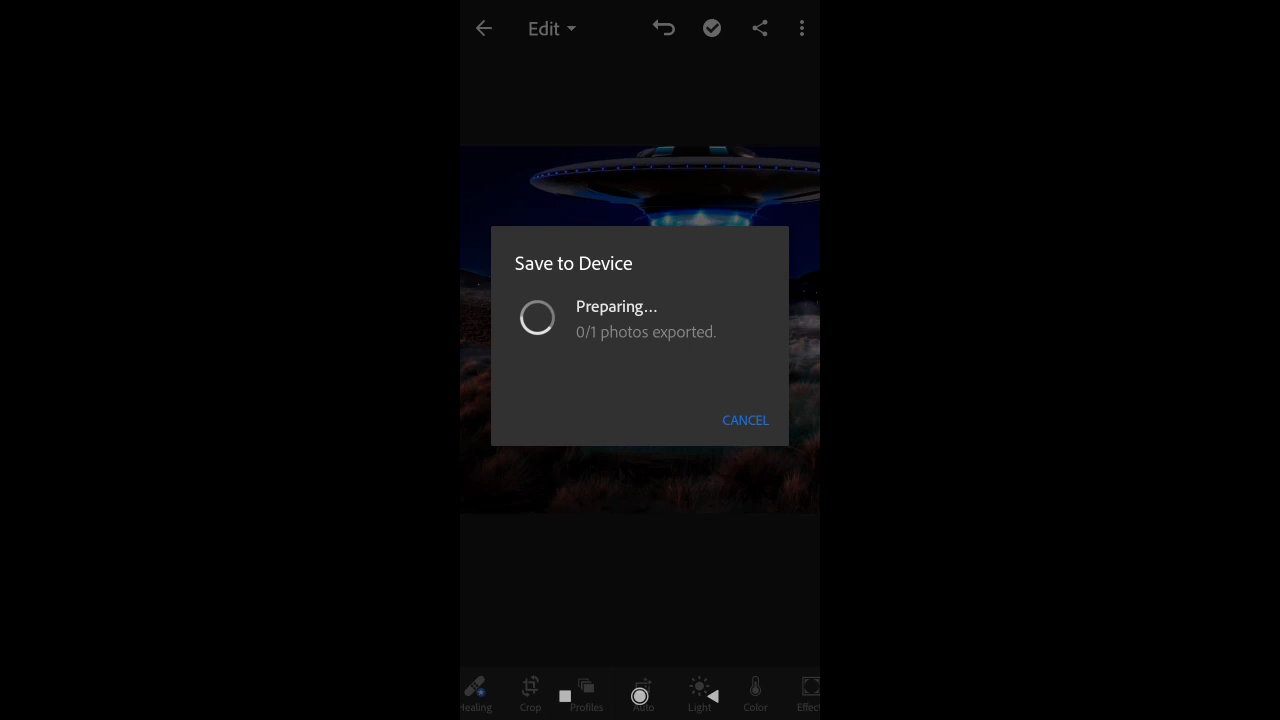 Edit
Save to Device
Preparing...
0/1 photos exported.
CANCEL
Healing Crop Profiles Auto Light Color Effect